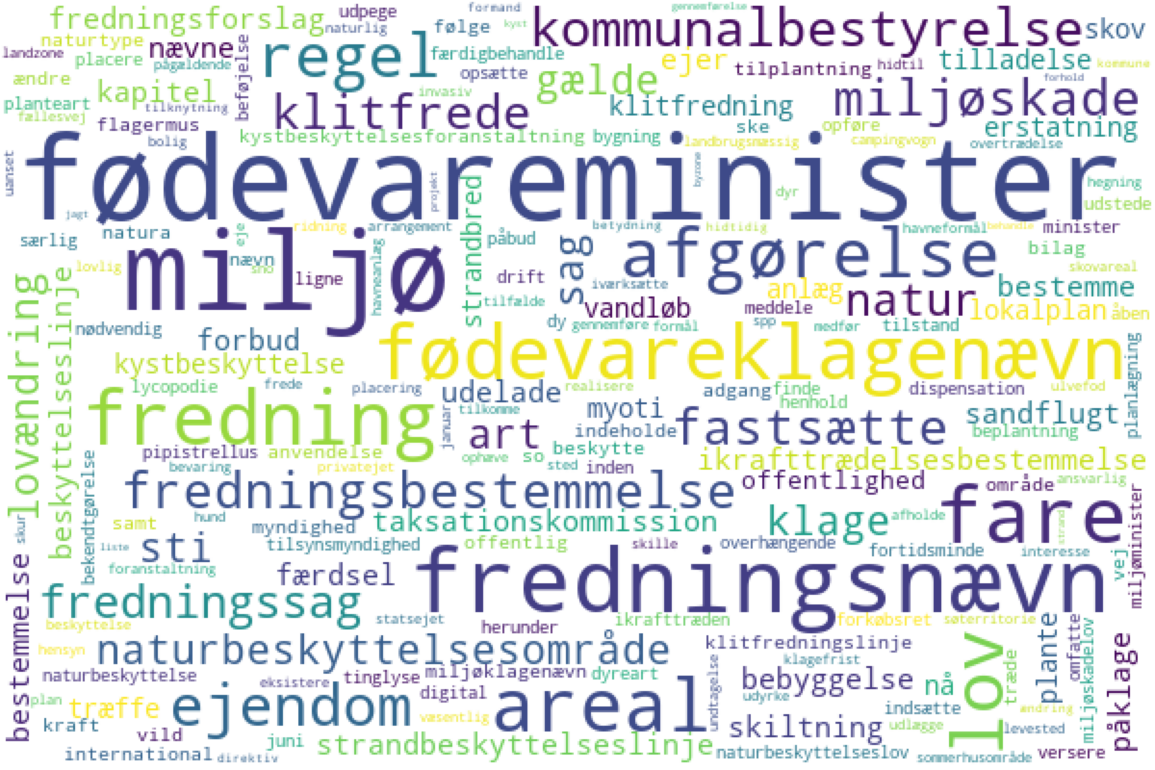 fredningsforslag udpege formand kommunalbestyrelse gennemførelse kyst skov
landzone naturtype nævne naturlig regel følge færdigbehandle ejer tilplantning hidtil tilladelse kommune
placere pågældende beføjelse opsætte gælde forhold
ændre kapitel klitfrede invasiv klitfredning miljøskade
planteart tilknytning erstatning
fællesvej flagermus kystbeskyttelsesforanstaltning bygning ske opføre
bolig landbrugsmæssig campingvogn overtrædelse
uanset fødevareminister byzone dyr hegning
jagt projekt udstede
særlig natura miljø eje ridning arrangement strandbred påbud betydning hidtidig afgørelse havneformål minister behandle
lovlig nævn sno ligne havneanlæg drift sag iværksætte anlæg bilag skovareal
tilfælde vandløb meddele natur bestemme
nødvendig forbud dy gennemføre formål spp medfør tilstand lokalplan åben
lovændring beskyttelseslinje kystbeskyttelse fødevareklagenævn planlægning
lycopodie frede placering udelade realisere adgang finde dispensation ulvefod
fredning januar tilkomme myoti henhold sandflugt
art indeholde fastsætte beplantning
pipistrellus anvendelse ophæve so beskytte
bevaring privatejet sted inden ikrafttrædelsesbestemmelse ansvarlig
bekendtgørelse fredningsbestemmelse offentlighed område fare
samt hund myndighed taksationskommission klage afholde strand miljøminister
skur liste sti tilsynsmyndighed offentlig skille overhængende fortidsminde interesse vej
foranstaltning færdsel fredningsnævn
bestemmelse fredningssag statsejet ikrafttræden forkøbsret søterritorie
beskyttelse herunder
hensyn naturbeskyttelsesområde klitfredningslinje lov plante omfatte påklage
naturbeskyttelse eksistere tinglyse miljøklagenævn dyreart klagefrist træde miljøskadelov
plan træffe ejendom digital areal undtagelse bebyggelse nå
kraft væsentlig udyrke indsætte ændring
vild juni skiltning udlægge levested
international direktiv strandbeskyttelseslinje naturbeskyttelseslov sommerhusområde versere